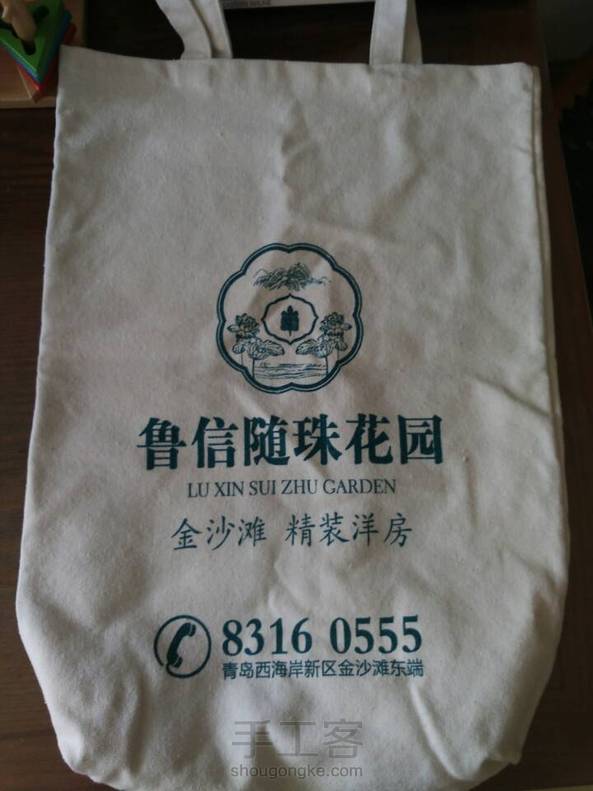 鲁信随珠花园
LU XIN SUI ZHU GARDEN
金沙滩 精装洋房
8316 0555
青岛西海岸新区金沙滩东端
手工客
shougongke.com